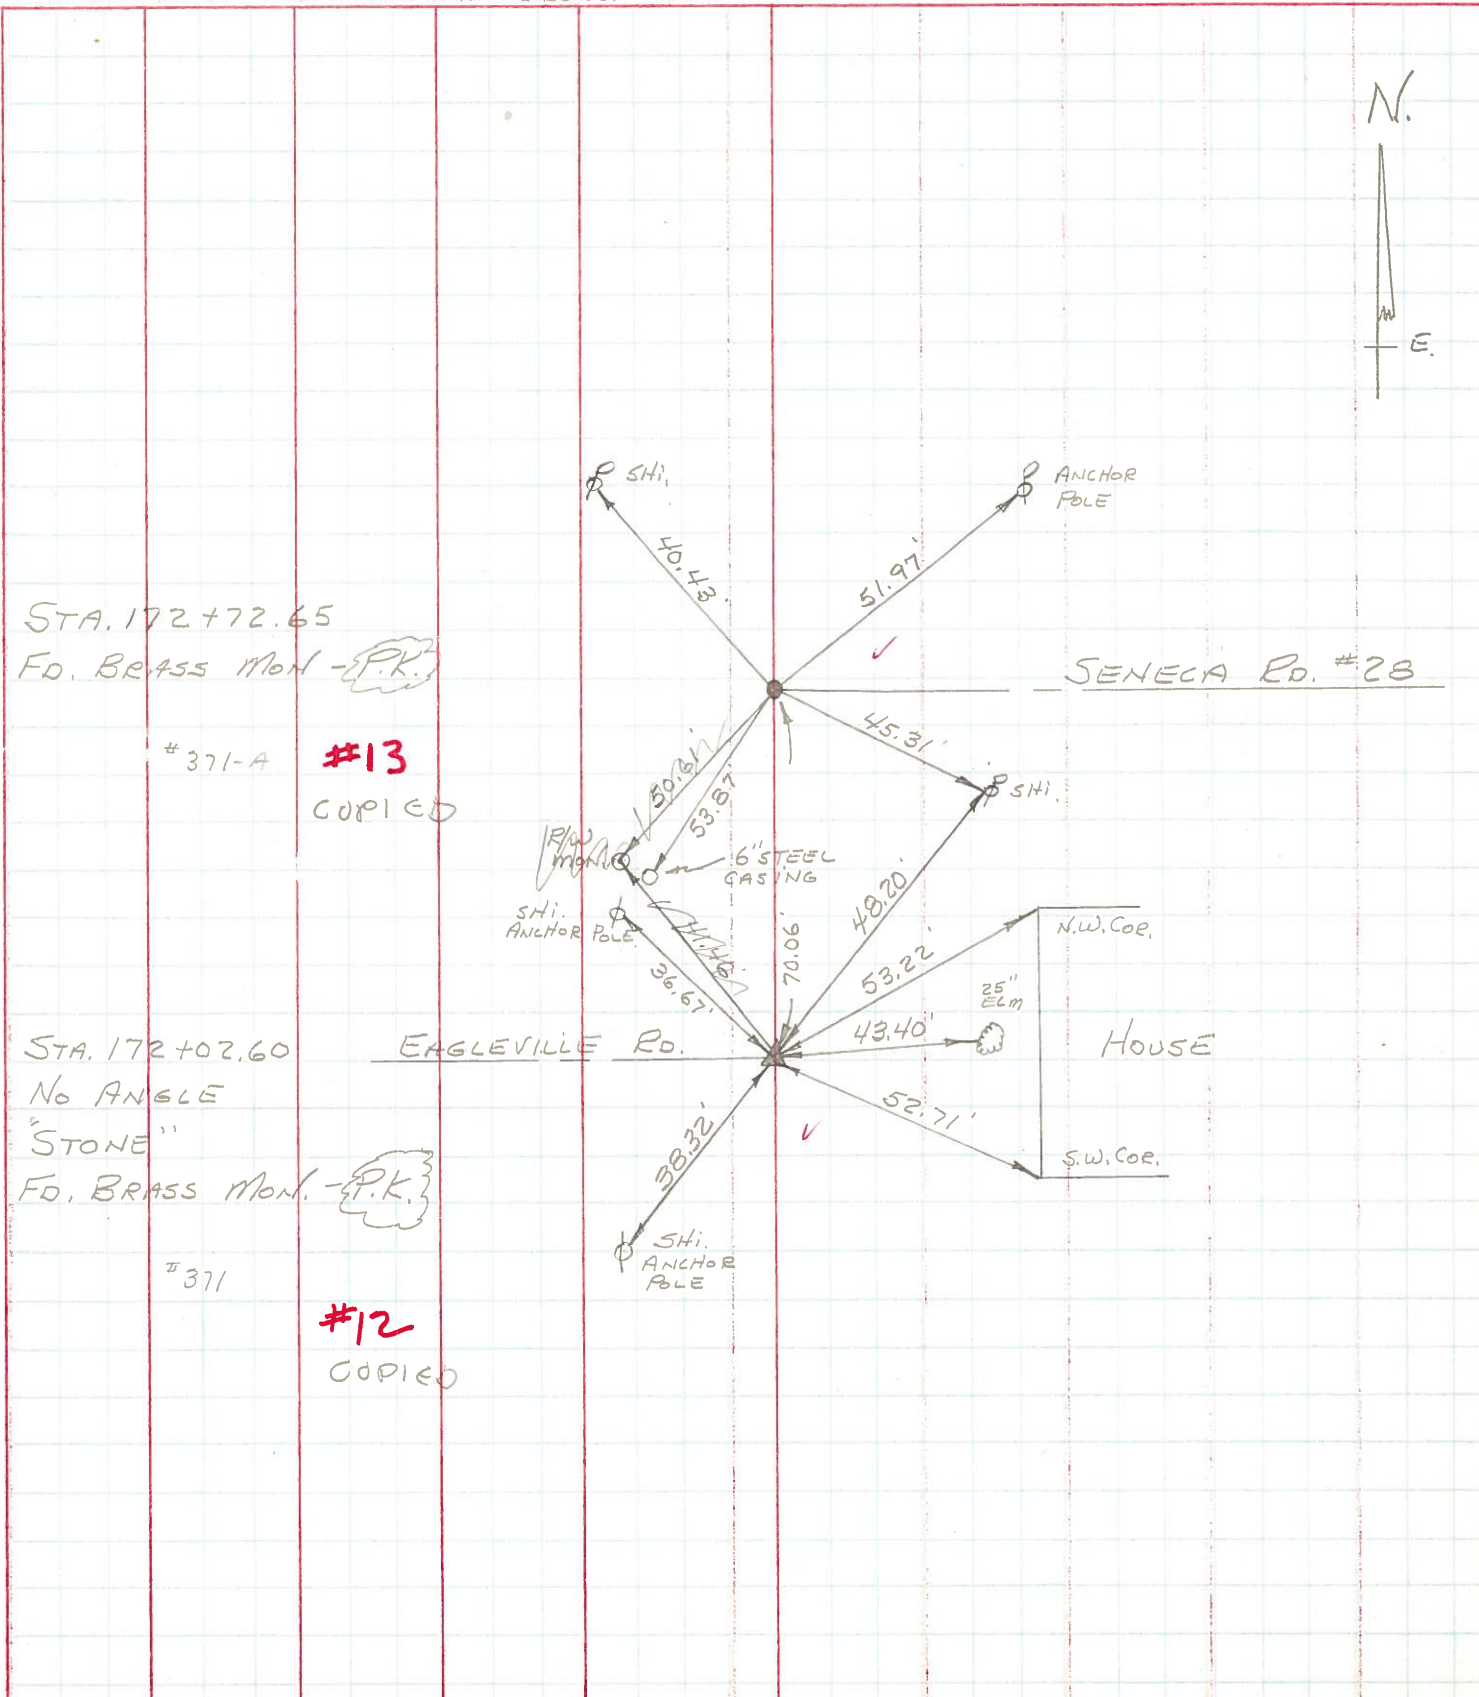 N.
E.
SHI.
ANCHOR
POLE
40.43'
51.97'
STA. 172+72.65
FD. BRASS MON - P.K.
SENECA RD. #28
#371-A
#13
COPIED
45.31'
50.61'
53.87'
SHI.
R/W
MON.
6" STEEL
CASING
SHI.
ANCHOR POLE
48.20'
70.06'
36.67'
N.W. COR.
53.22'
25"
ELM
43.40'
HOUSE
STA. 172+02.60
EAGLEVILLE RD.
NO ANGLE
"STONE"
FD. BRASS MON. - P.K.
52.71'
S.W. COR.
38.32'
SHI.
ANCHOR
POLE
#371
#12
COPIED